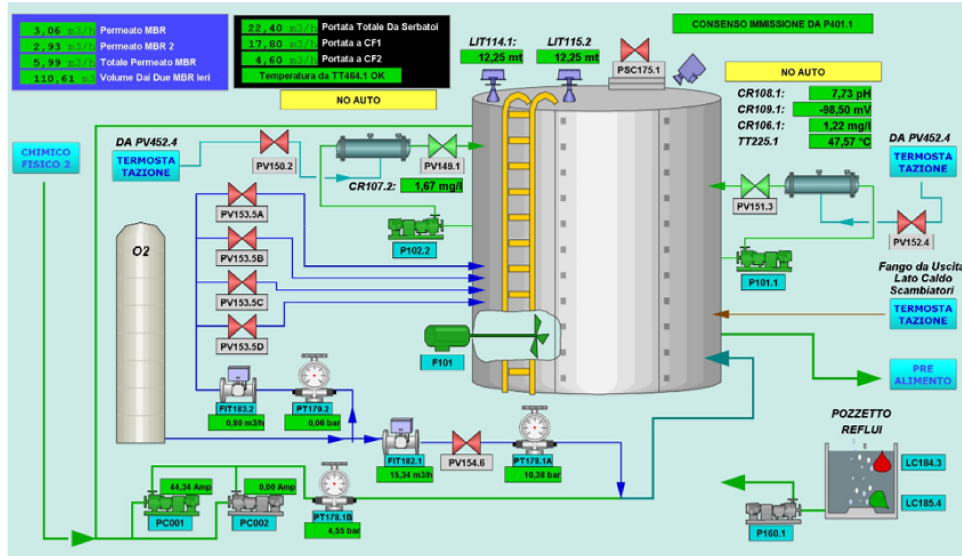 3,06 m3/h Permeato MBR
2,93 m3/h Permeato MBR 2
5,99 m3/h Totale Permeato MBR
110,61 m3 Volume Dai Due MBR Ieri
22,40 m3/h Portata Totale Da Serbatoi
17,80 m3/h Portata a CF1
4,60 m3/h Portata a CF2
Temperatura da TT464.1 OK
NO AUTO
LIT114.1:
12,25 mt
LIT115.2
12,25 mt
PSC175.1
CONSENSO IMMISSIONE DA P401.1
NO AUTO
CR108.1: 7,73 pH
CR109.1: -98,50 mV
CR106.1: 1,22 mg/l
TT225.1 47,57 °C
CHIMICO
FISICO 2
DA PV452.4
TERMOSTA
TAZIONE
PV150.2
PV149.1
CR107.2: 1,67 mg/l
P102.2
PV153.5A
PV153.5B
PV153.5C
PV153.5D
O2
F101
DA PV452.4
TERMOSTA
TAZIONE
PV151.3
PV152.4
P101.1
Fango da Uscita
Lato Caldo
Scambiatori
TERMOSTA
TAZIONE
PRE
ALIMENTO
FIT183.2
0,80 m3/h
PT179.2
0,06 bar
FIT182.1
15,34 m3/h
PV154.6
PT178.1A
10,38 bar
POZZETTO
REFLUI
LC184.3
LC185.4
P160.1
44,34 Amp
PC001
0,00 Amp
PC002
PT178.1B
4,55 bar